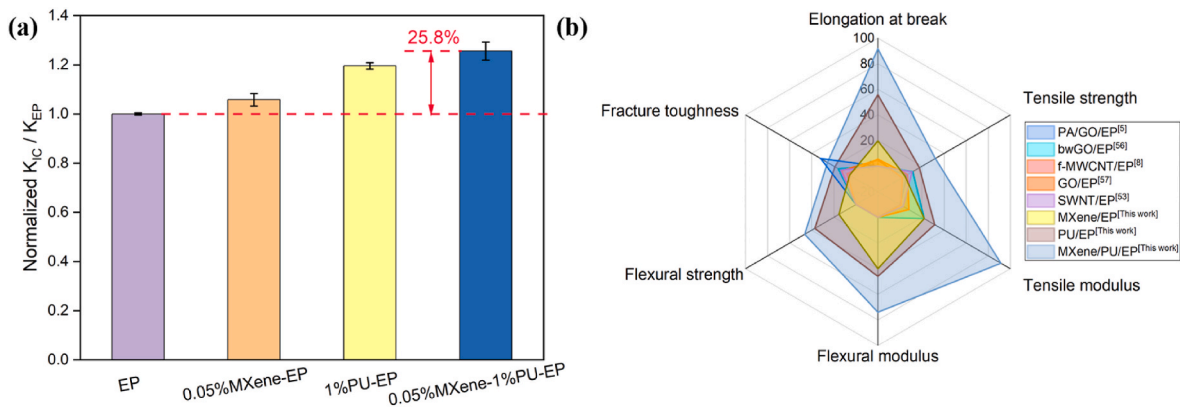 (a)
Normalized K_IC / K_EP
1.4
1.2
1.0
0.8
0.6
0.4
0.2
0.0
25.8%
EP
0.05%MXene-EP
1%PU-EP
0.05%MXene-1%PU-EP
(b)
Elongation at break
100
80
60
40
20
Fracture toughness
Tensile strength
Flexural strength
Tensile modulus
Flexural modulus
PA/GO/EP[5]
bwGO/EP[56]
f-MWCNT/EP[8]
GO/EP[57]
SWNT/EP[53]
MXene/EP[This work]
PU/EP[This work]
MXene/PU/EP[This work]